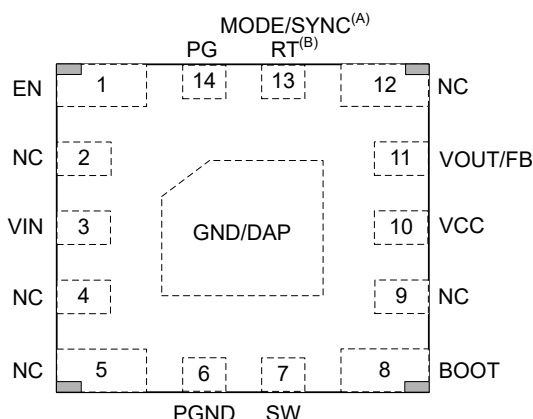 MODE/SYNC(A)
PG RT(B)
EN 1 14 13 12 NC
NC 2 11 VOUT/FB
VIN 3 GND/DAP 10 VCC
NC 4 9 NC
NC 5 6 7 8 BOOT
PGND SW